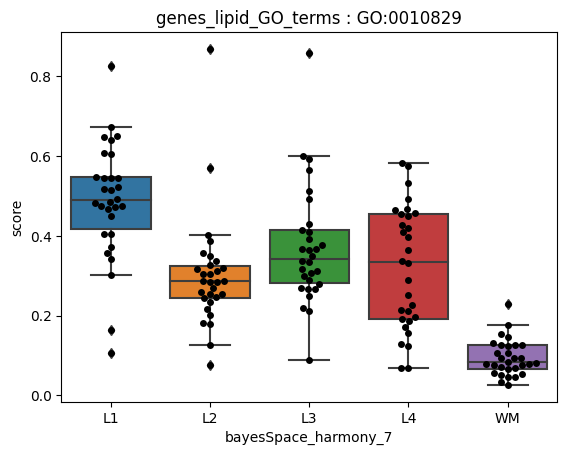 genes_lipid_GO_terms : GO:0010829
score
0.8
0.6
0.4
0.2
0.0
L1 L2 L3 L4 WM
bayesSpace_harmony_7